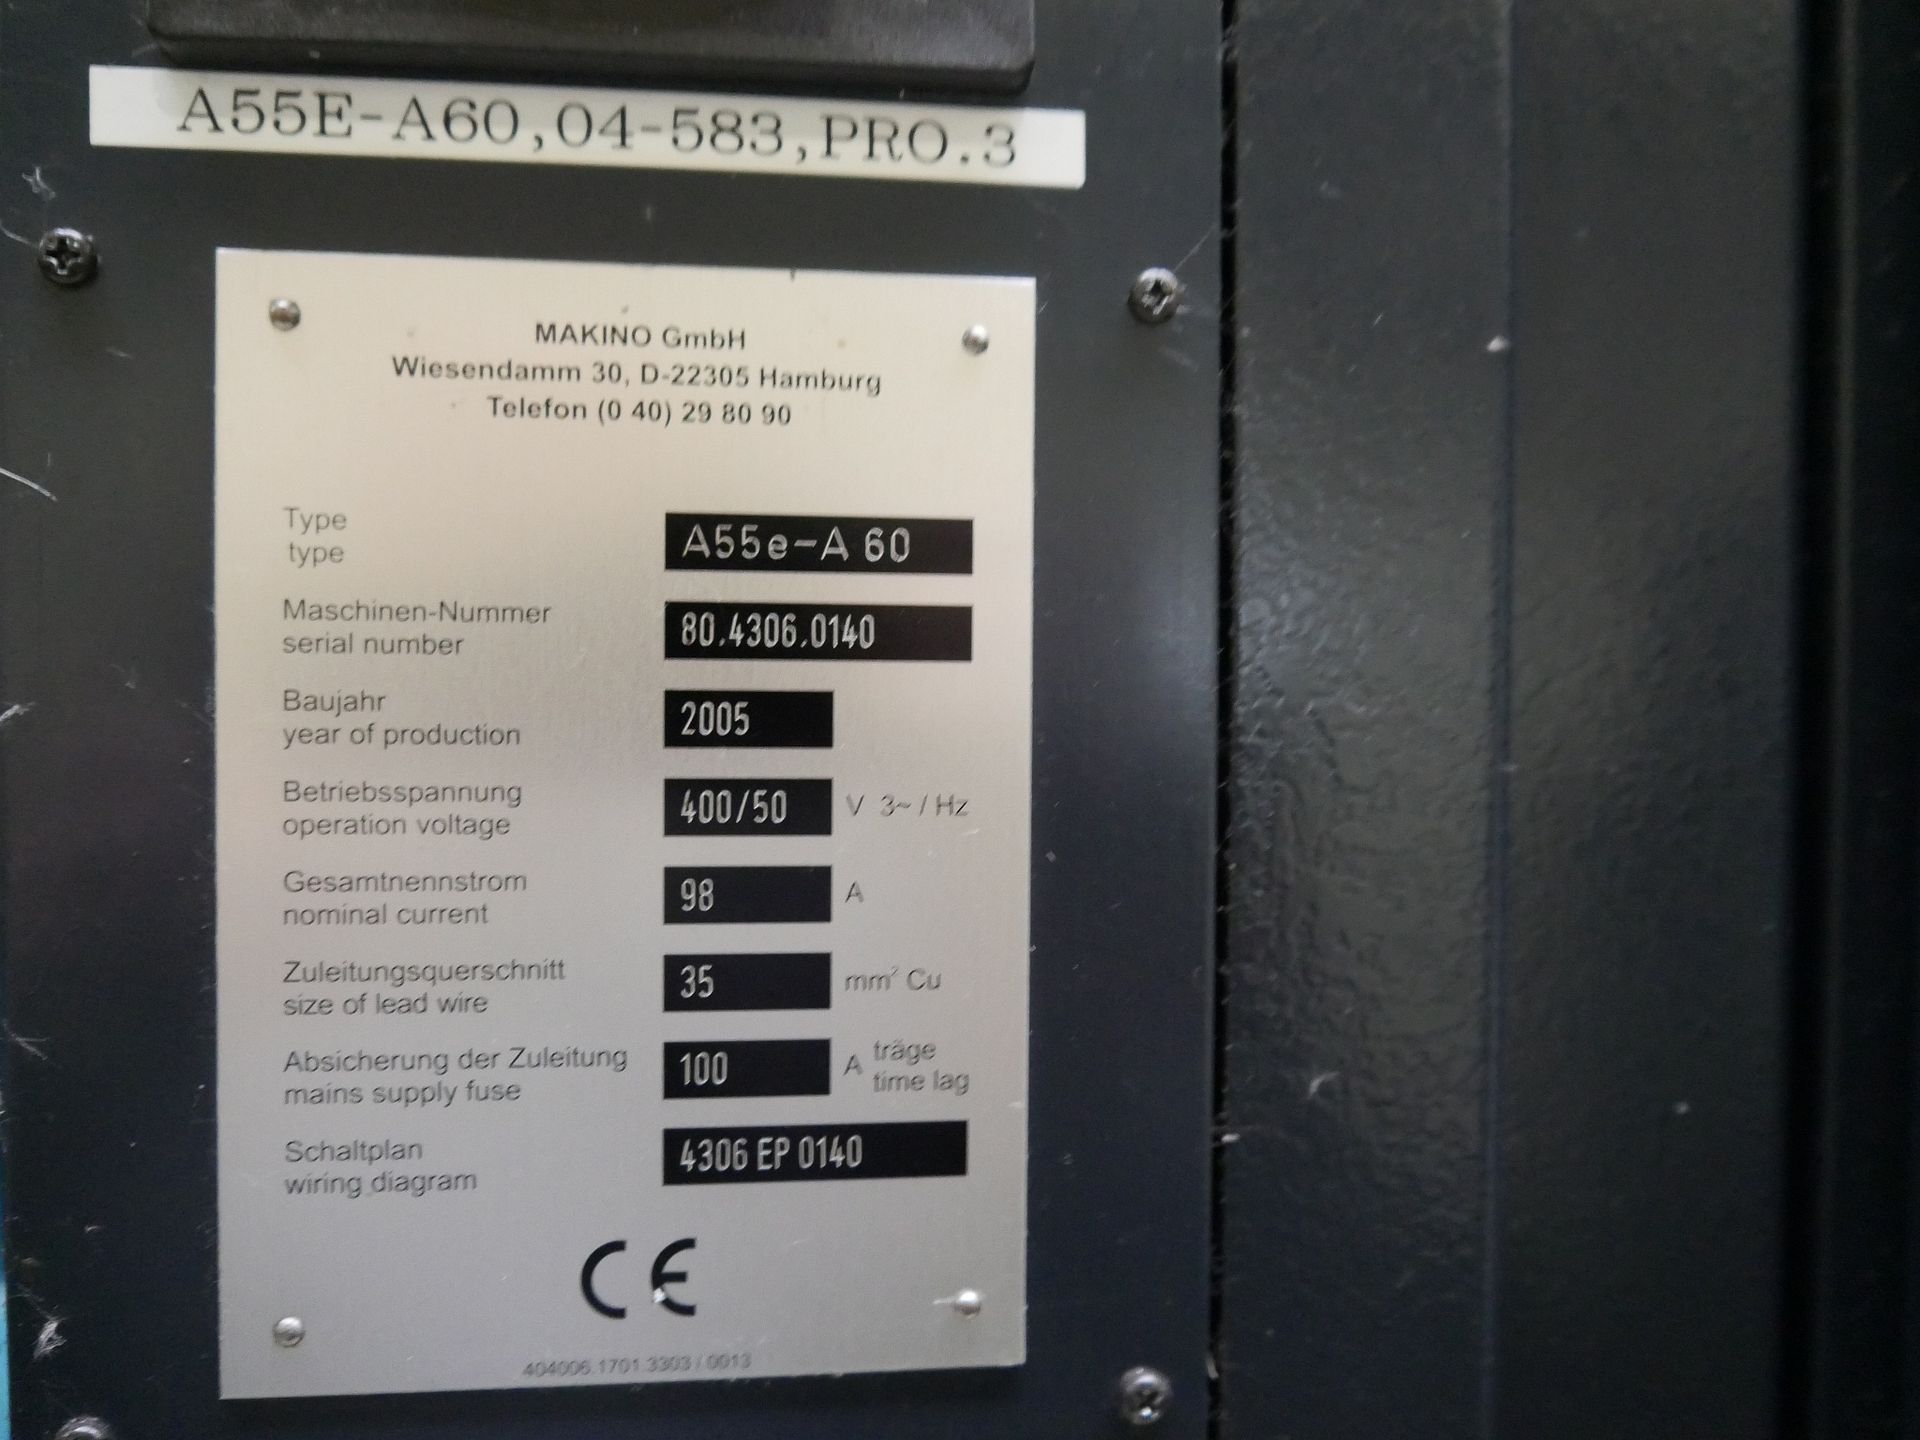 A55E-A60,04-583,PRO.3
MAKINO GmbH
Wiesendamm 30, D-22305 Hamburg
Telefon (0 40) 29 80 90
Type
type
A55e-A 60
Maschinen-Nummer
serial number
80.4306.0140
Baujahr
year of production
2005
Betriebsspannung
operation voltage
400/50 V 3~ / Hz
Gesamtnennstrom
nominal current
98 A
Zuleitungsquerschnitt
size of lead wire
35 mm² Cu
Absicherung der Zuleitung
mains supply fuse
100 A träge
time lag
Schaltplan
wiring diagram
4306 EP 0140
CE
404006.1701.3303 / 0013